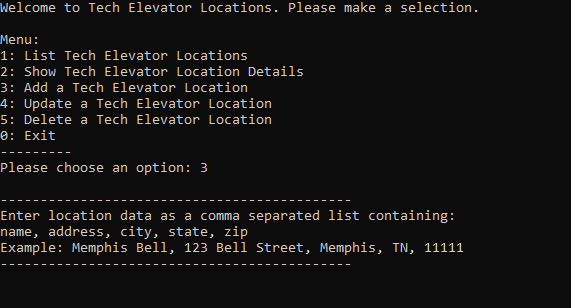 Welcome to Tech Elevator Locations. Please make a selection.
Menu:
1: List Tech Elevator Locations
2: Show Tech Elevator Location Details
3: Add a Tech Elevator Location
4: Update a Tech Elevator Location
5: Delete a Tech Elevator Location
0: Exit
---------
Please choose an option: 3
--------------------------------------------
Enter location data as a comma separated list containing:
name, address, city, state, zip
Example: Memphis Bell, 123 Bell Street, Memphis, TN, 11111
--------------------------------------------